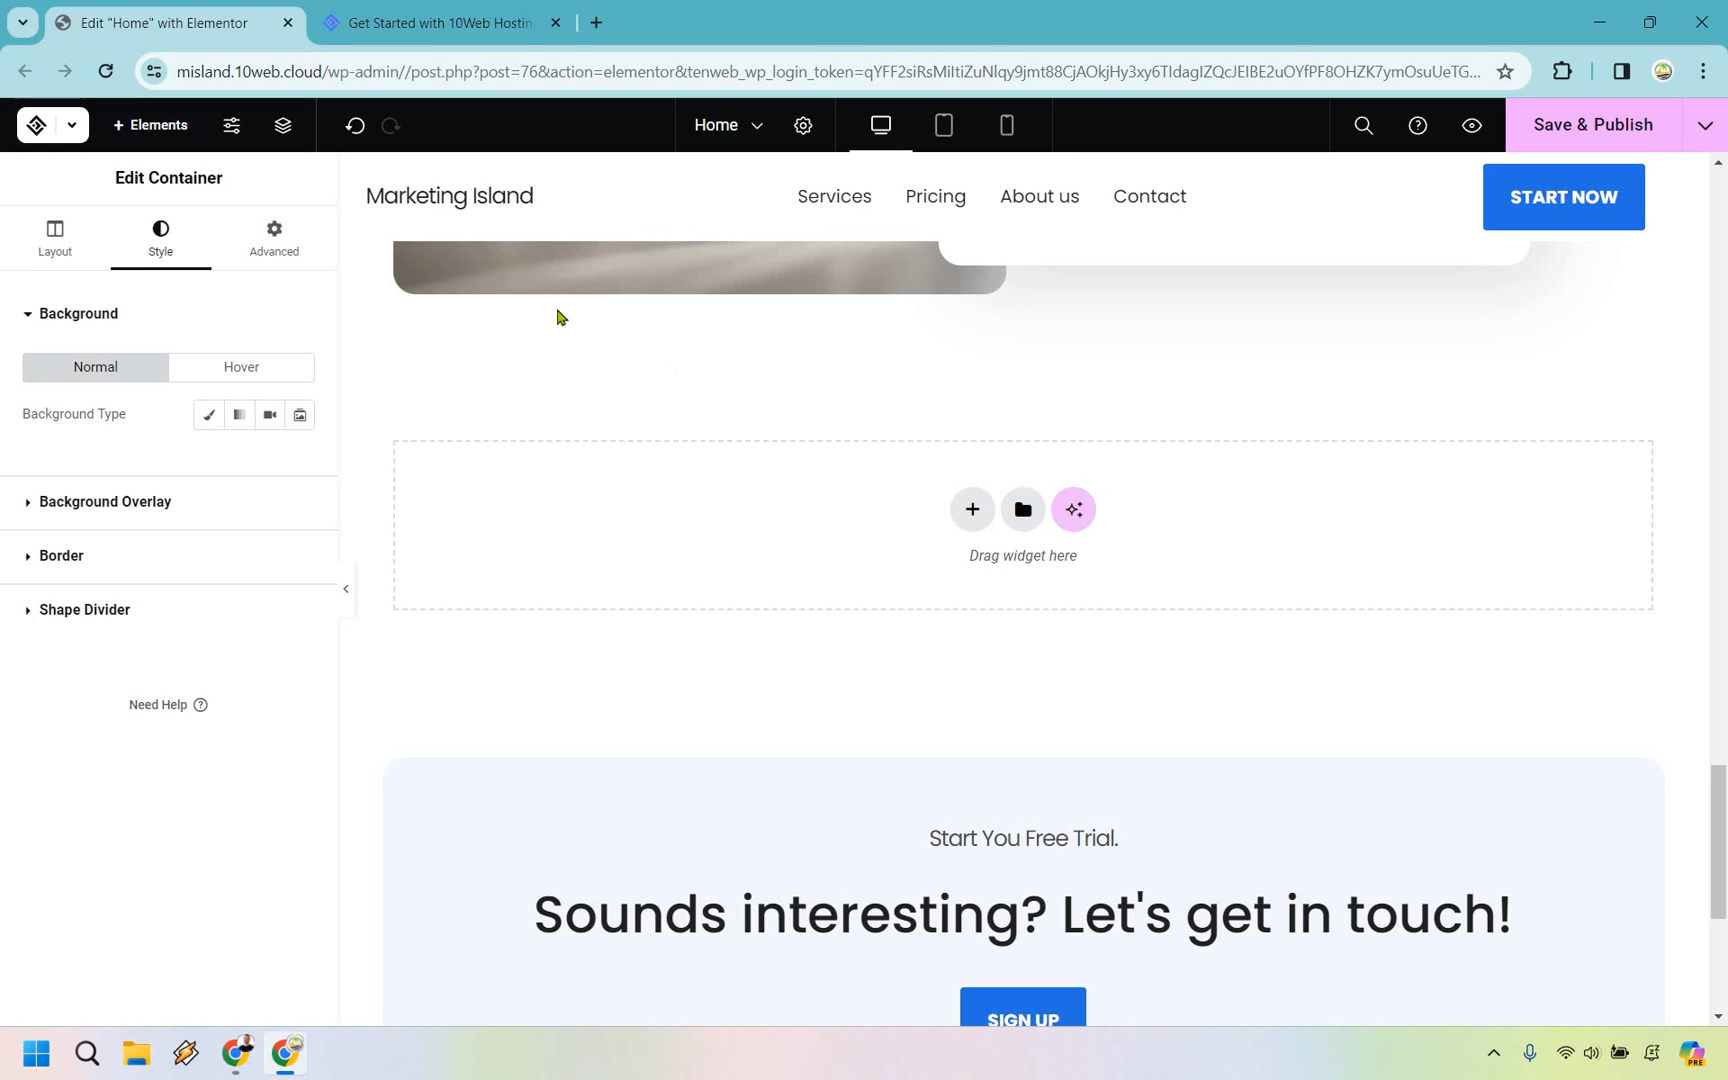 Edit "Home" with Elementor
Get Started with 10Web Hostin
misland.10web.cloud/wp-admin//post.php?post=76&action=elementor&tenweb_wp_login_token=qYFF2siRsMiltiZuNlqy9jmt88CjAOkjHy3xy6TIdagIZQcJEIBE2uOYfPF8OHZK7ymOsuUeTG...
+ Elements
Home
Save & Publish
Edit Container
Layout
Style
Advanced
Background
Normal
Hover
Background Type
Background Overlay
Border
Shape Divider
Need Help
Marketing Island
Services
Pricing
About us
Contact
START NOW
Drag widget here
Start You Free Trial.
Sounds interesting? Let's get in touch!
SIGN UP
PRE